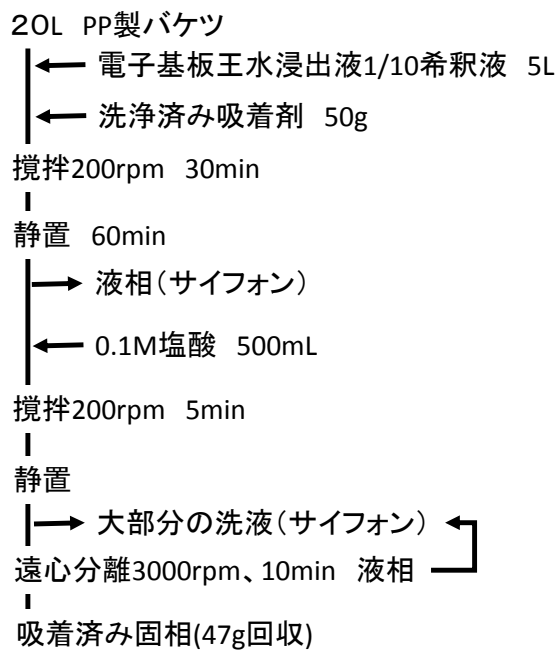 20L PP製バケツ
電子基板王水浸出液1/10希釈液 5L
洗浄済み吸着剤 50g
撹拌200rpm 30min
静置 60min
液相(サイフォン)
0.1M塩酸 500mL
撹拌200rpm 5min
静置
大部分の洗液(サイフォン)
遠心分離3000rpm、10min 液相
吸着済み固相(47g回収)